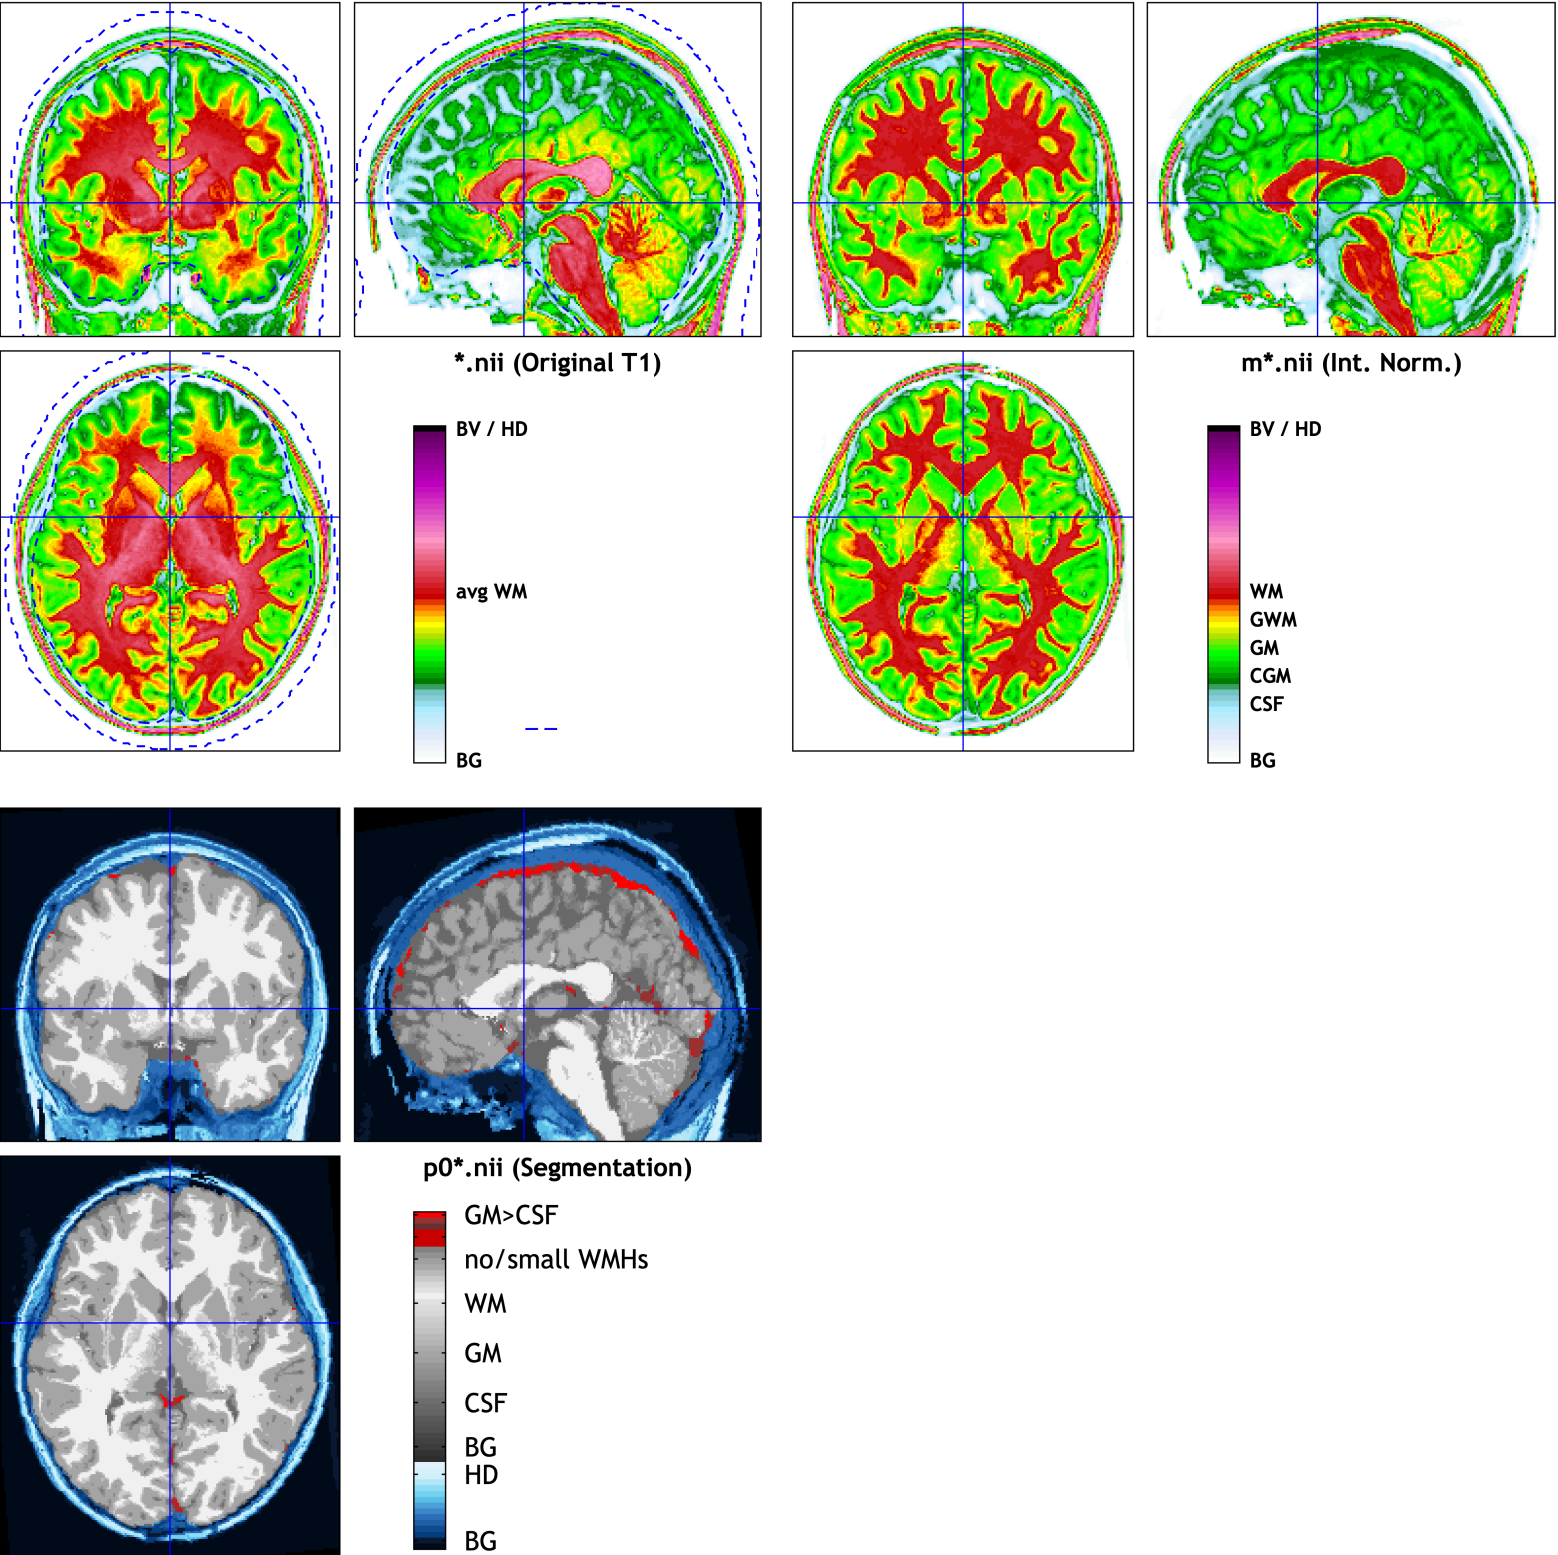 *.nii (Original T1)
BV / HD
avg WM
BG
m*.nii (Int. Norm.)
BV / HD
WM
GWM
GM
CGM
CSF
BG
p0*.nii (Segmentation)
GM>CSF
no/small WMHs
WM
GM
CSF
BG
HD
BG